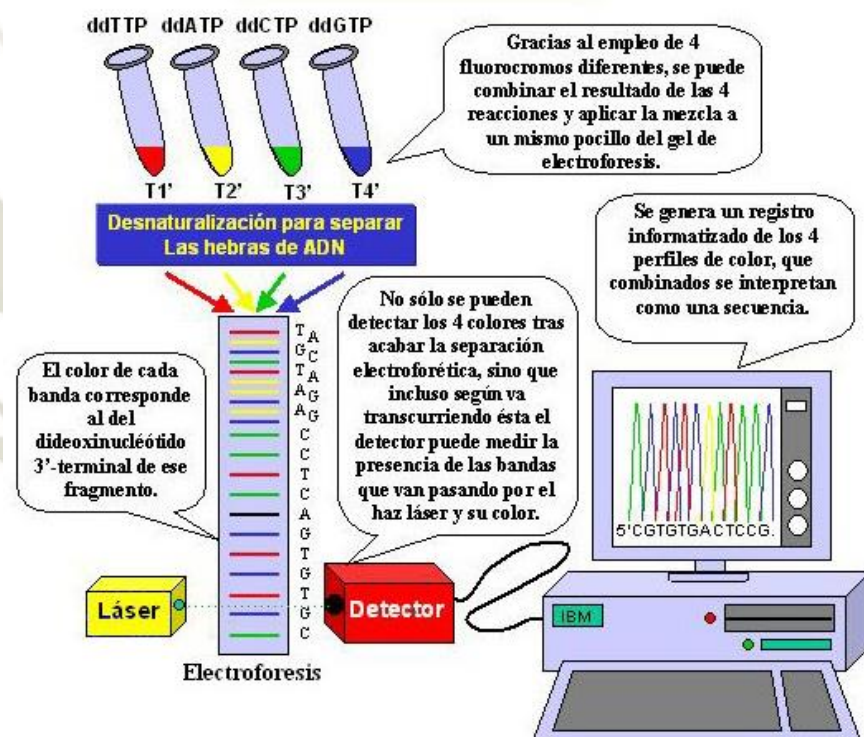 ddTTP ddATP ddCTP ddGTP
T1' T2' T3' T4'
Gracias al empleo de 4
fluorocromos diferentes, se puede
combinar el resultado de las 4
reacciones y aplicar la mezcla a
un mismo pocillo del gel de
electroforesis.
Desnaturalización para separar
Las hebras de ADN
Se genera un registro
informatizado de los 4
perfiles de color, que
combinados se interpretan
como una secuencia.
No sólo se pueden
detectar los 4 colores tras
acabar la separación
electroforética, sino que
incluso según va
transcurriendo ésta el
detector puede medir la
presencia de las bandas
que van pasando por el
haz láser y su color.
El color de cada
banda corresponde
al del
dideoxinucléótido
3'-terminal de ese
fragmento.
T
A
G
C
T
A
A
G
A
G
C
C
T
C
A
G
T
G
T
G
C
5'CGTGTGACTCCG.
Láser
Detector
IBM
Electroforesis